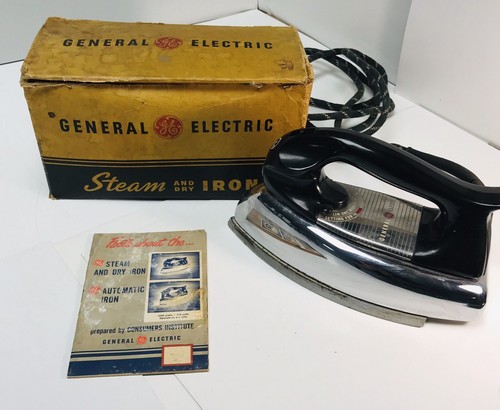 GENERAL GE ELECTRIC
GENERAL GE ELECTRIC
Steam AND DRY IRON
Facts about the...
STEAM
AND DRY IRON
AUTOMATIC
IRON
prepared by CONSUMERS INSTITUTE
GENERAL GE ELECTRIC
GENERAL